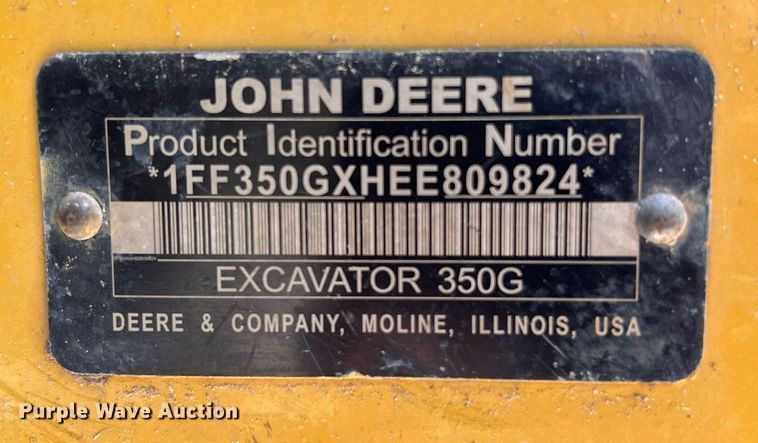 JOHN DEERE
Product Identification Number
*1FF350GXHEE809824*
EXCAVATOR 350G
DEERE & COMPANY, MOLINE, ILLINOIS, USA
Purple Wave Auction